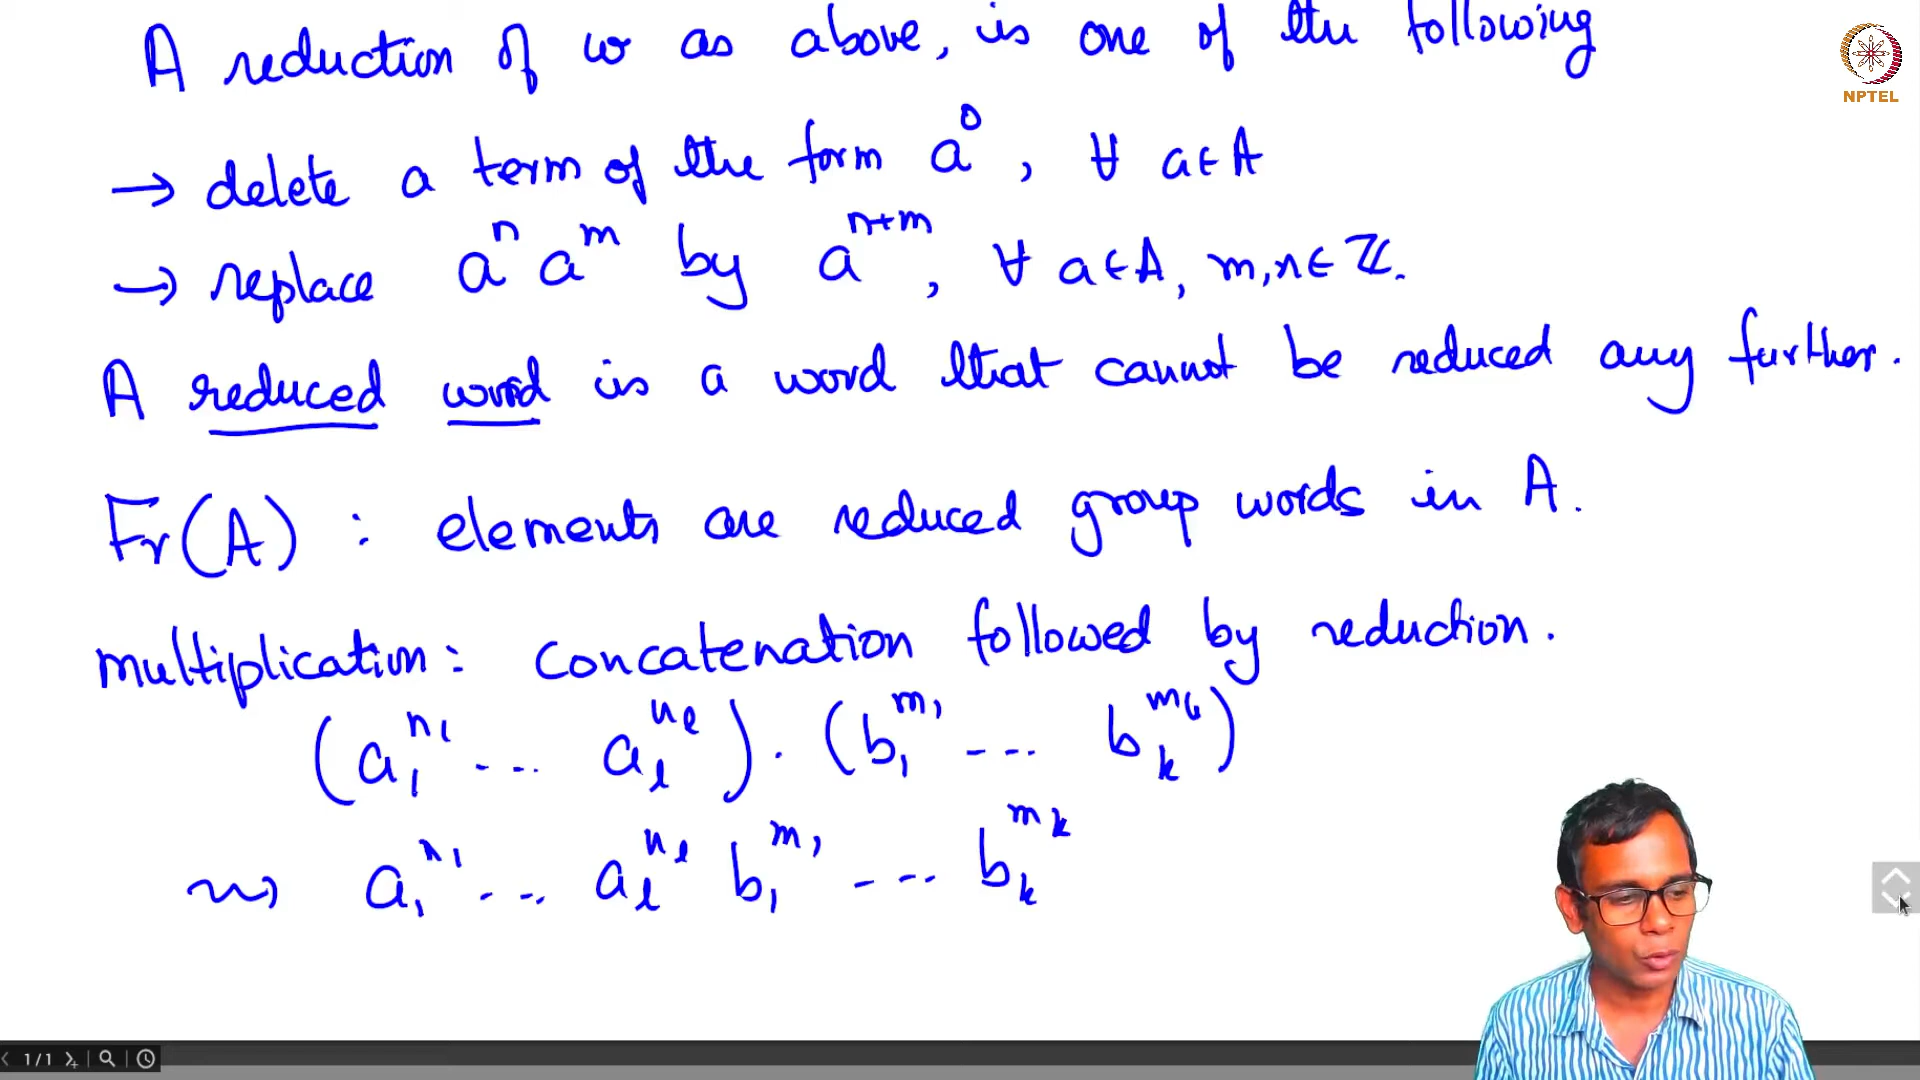 A reduction of w as above, is one of the following
NPTEL
→ delete a term of the form a⁰, ∀ a∈A
→ replace aⁿ aᵐ by aⁿ⁺ᵐ, ∀ a∈A, m,n∈ℤ.
A reduced word is a word that cannot be reduced any further.
Fr(A) : elements are reduced group words in A.
multiplication: concatenation followed by reduction.
(a₁^n₁ --- a_l^n_l) · (b₁^m₁ --- b_k^m_k)
⇝ a₁^n₁ --- a_l^n_l b₁^m₁ --- b_k^m_k
1/1